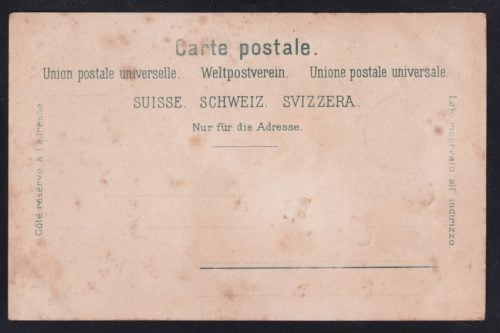 Carte postale.
Union postale universelle. Weltpostverein. Unione postale universale.
SUISSE. SCHWEIZ. SVIZZERA.
Nur für die Adresse.
Côté réservé à l'adresse.
Lato riservato all' indirizzo.